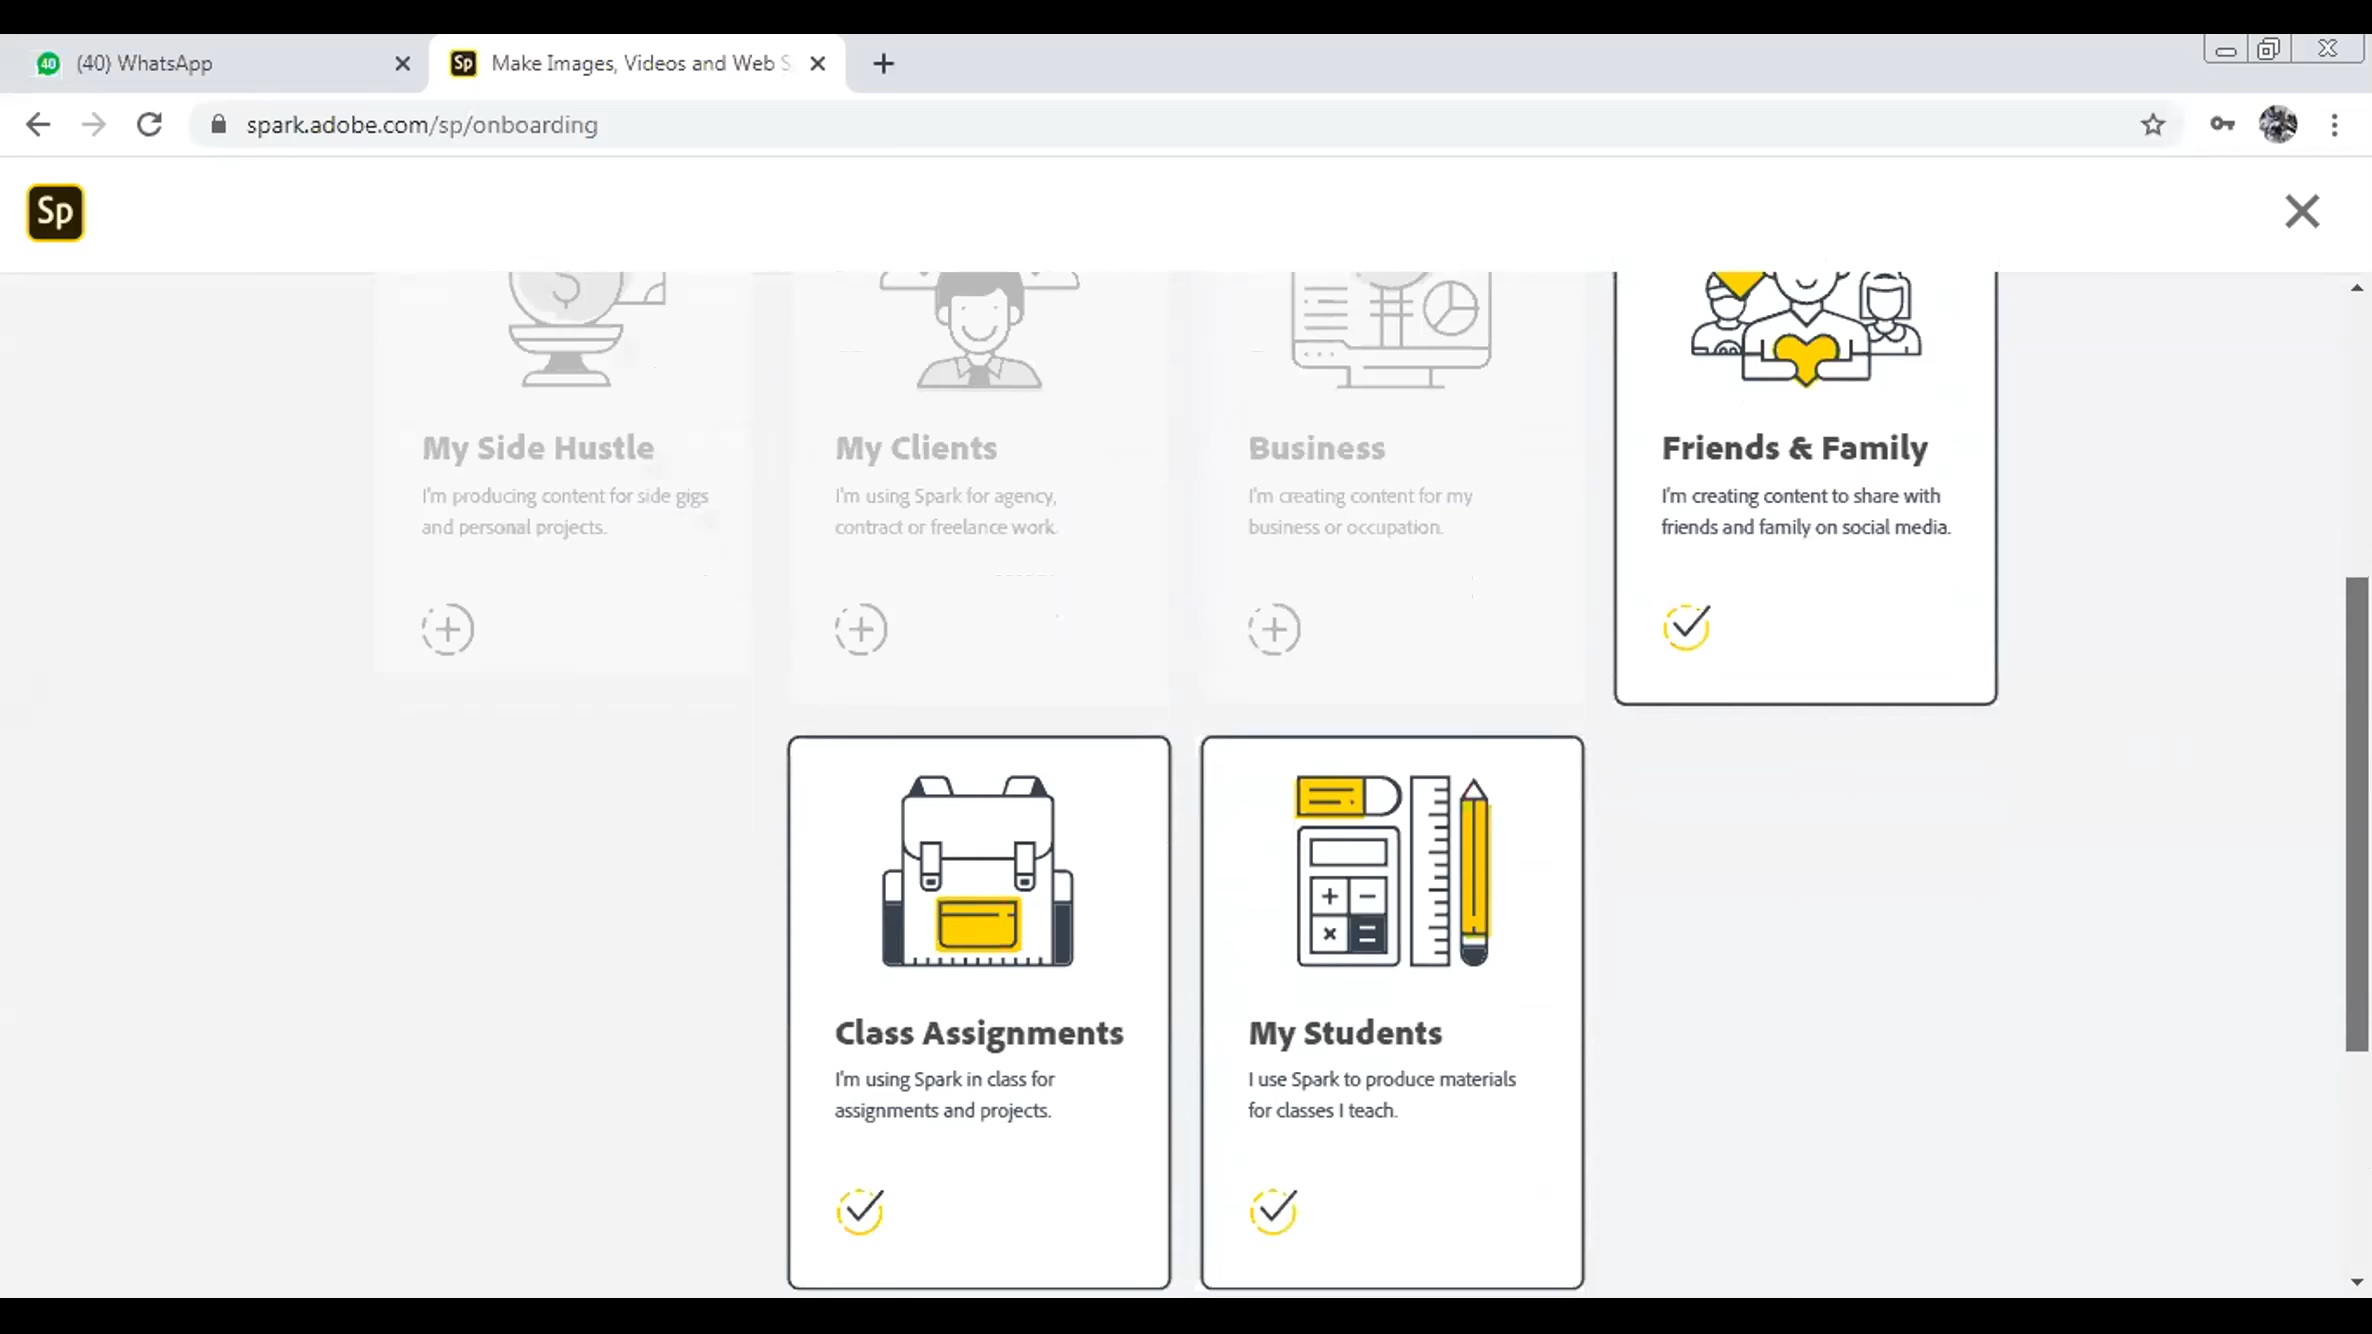 40 (40) WhatsApp
Sp Make Images, Videos and Web S
spark.adobe.com/sp/onboarding
Sp
My Side Hustle
I'm producing content for side gigs
and personal projects.
My Clients
I'm using Spark for agency,
contract or freelance work.
Business
I'm creating content for my
business or occupation.
Friends & Family
I'm creating content to share with
friends and family on social media.
Class Assignments
I'm using Spark in class for
assignments and projects.
My Students
I use Spark to produce materials
for classes I teach.